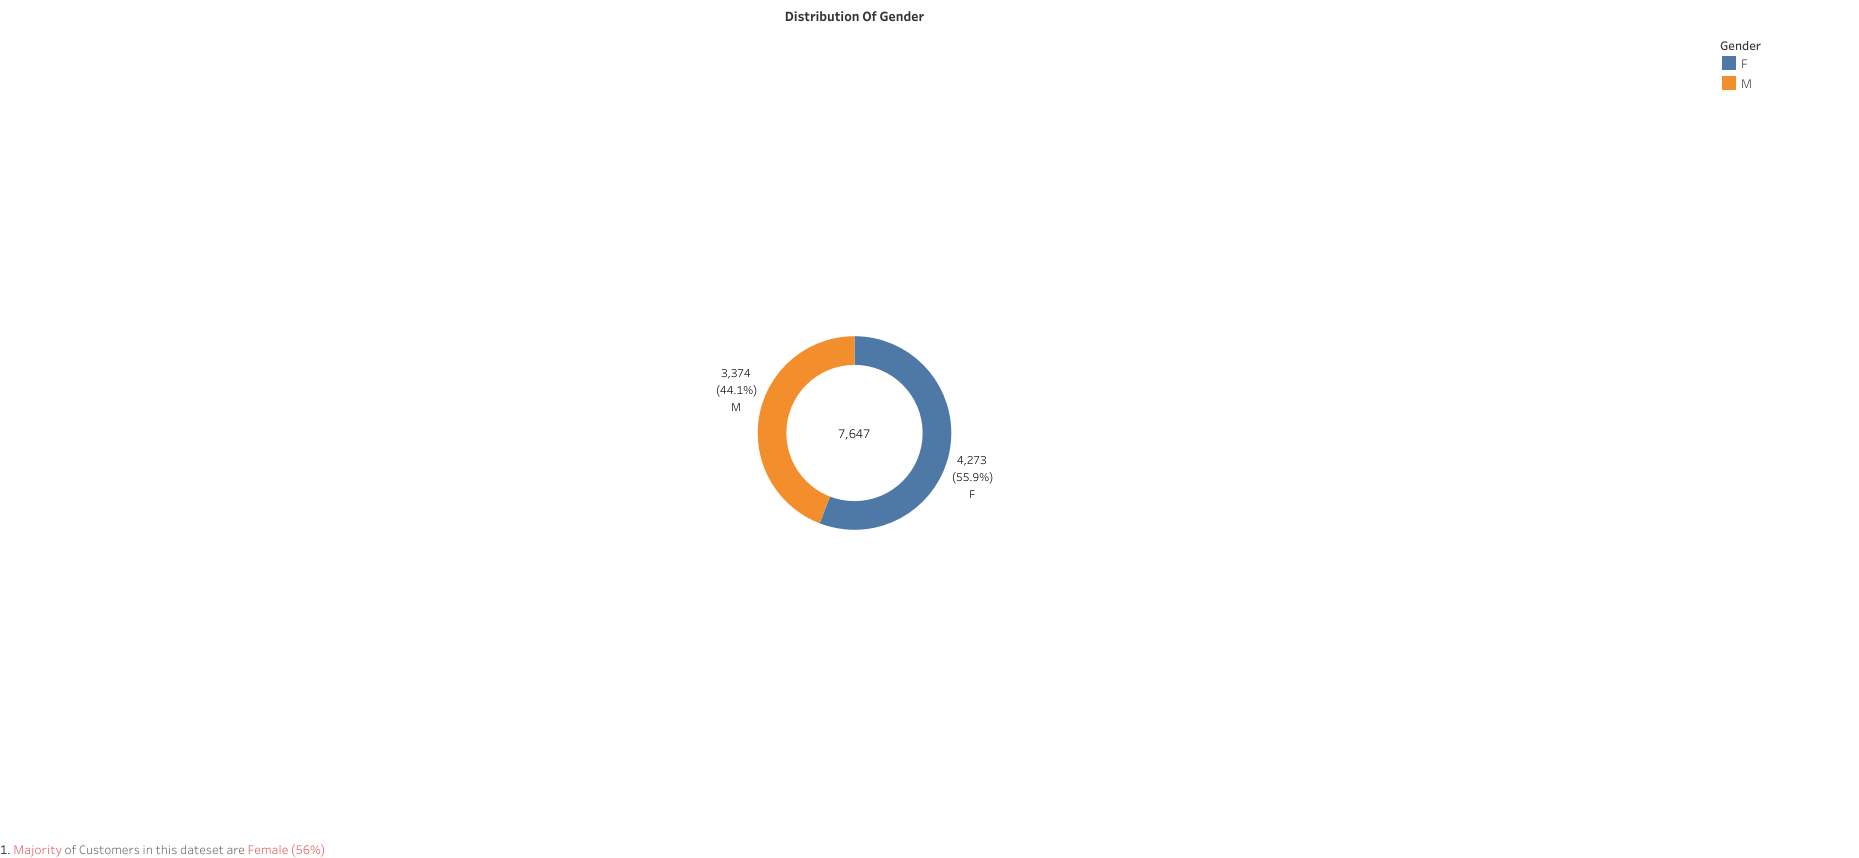 Distribution Of Gender
Gender
F
M
3,374
(44.1%)
M
7,647
4,273
(55.9%)
F
1. Majority of Customers in this dateset are Female (56%)